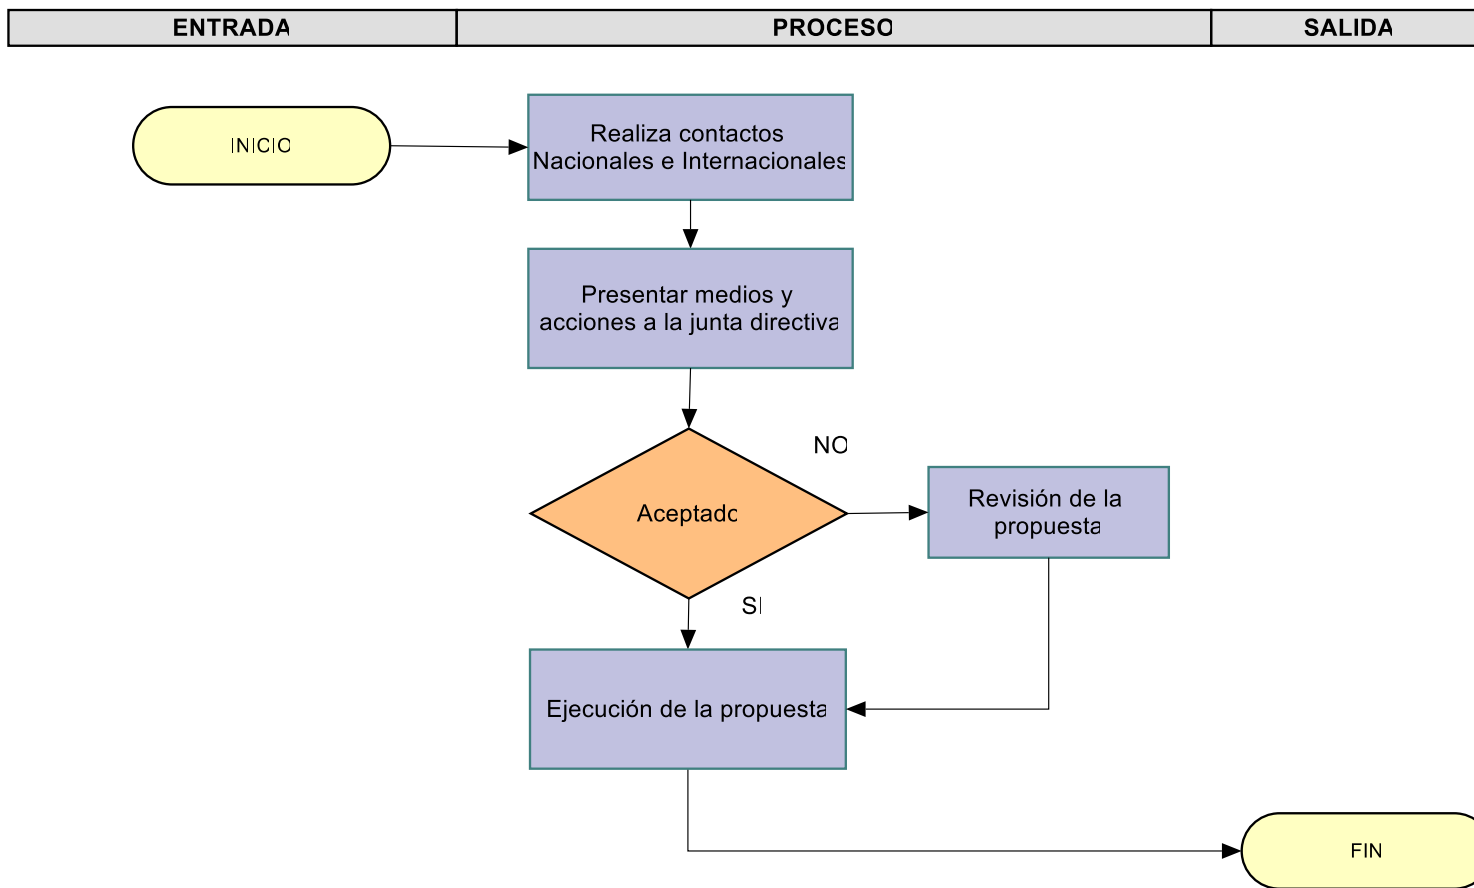 ENTRADA PROCESO SALIDA
INICIO
Realiza contactos
Nacionales e Internacionales
Presentar medios y
acciones a la junta directiva
NO
Aceptado
Revisión de la
propuesta
SI
Ejecución de la propuesta
FIN